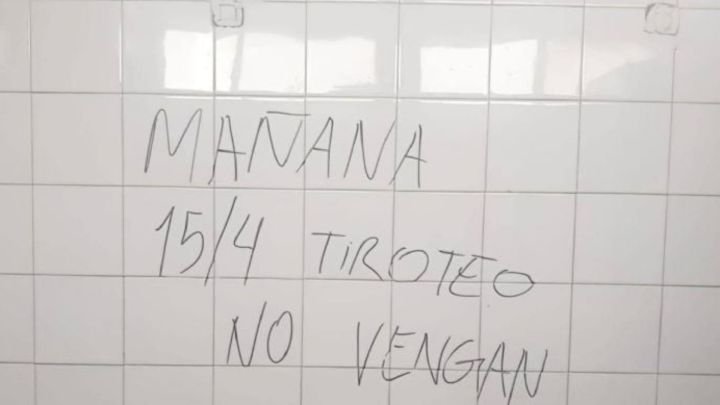 MAÑANA
15/4 TiROTEO
NO VENGAN